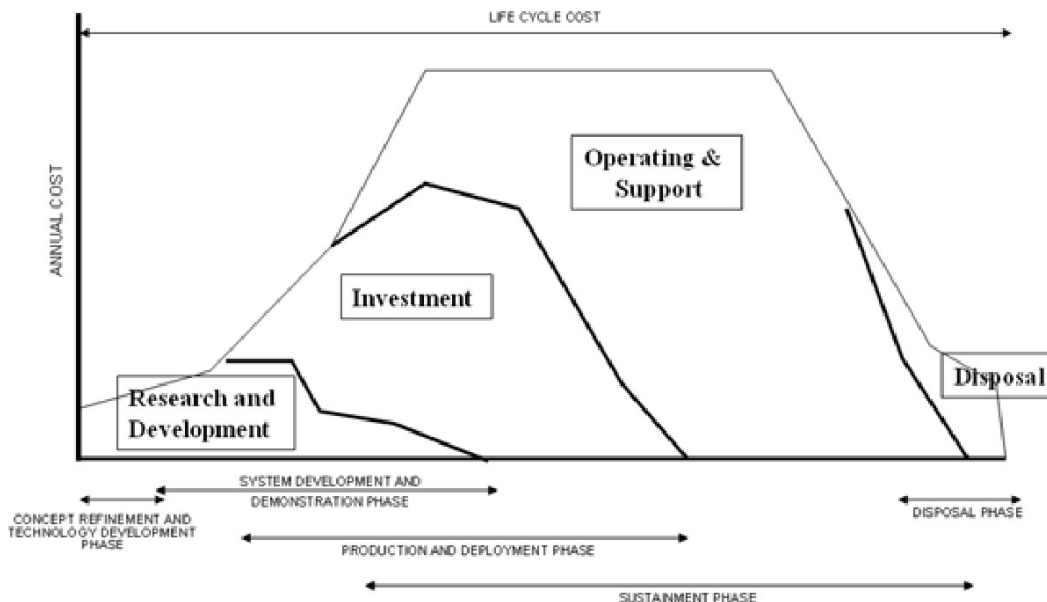 LIFE CYCLE COST
ANNUAL COST
Operating &
Support
Investment
Research and
Development
Disposal
SYSTEM DEVELOPMENT AND
DEMONSTRATION PHASE
CONCEPT REFINEMENT AND
TECHNOLOGY DEVELOPMENT
PHASE
DISPOSAL PHASE
PRODUCTION AND DEPLOYMENT PHASE
SUSTAINMENT PHASE